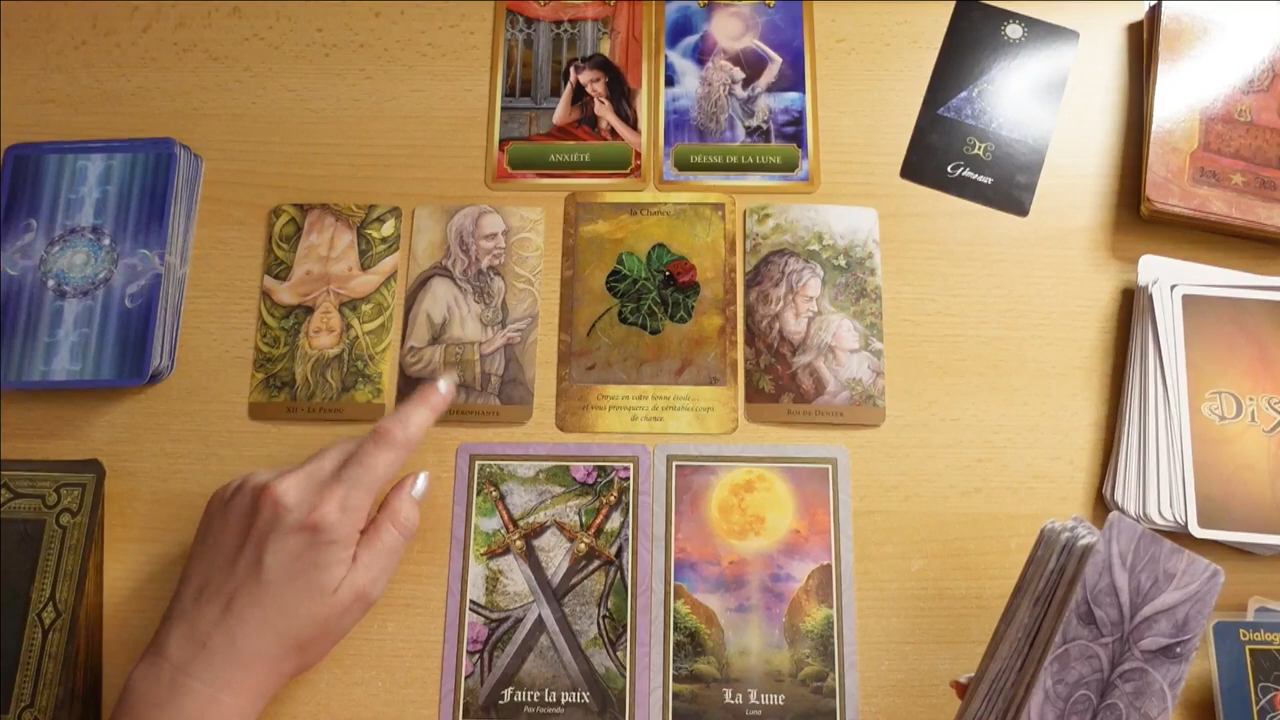 ANXIÉTÉ
DÉESSE DE LA LUNE
Gémeaux
XII • LE PENDU
HIÉROPHANTE
la Chance
Croyez en votre bonne étoile...
et vous provoquerez de véritables coups
de chance.
ROI DE DENIER
Faire la paix
Pax Faciendo
La Lune
Luna
Dialog